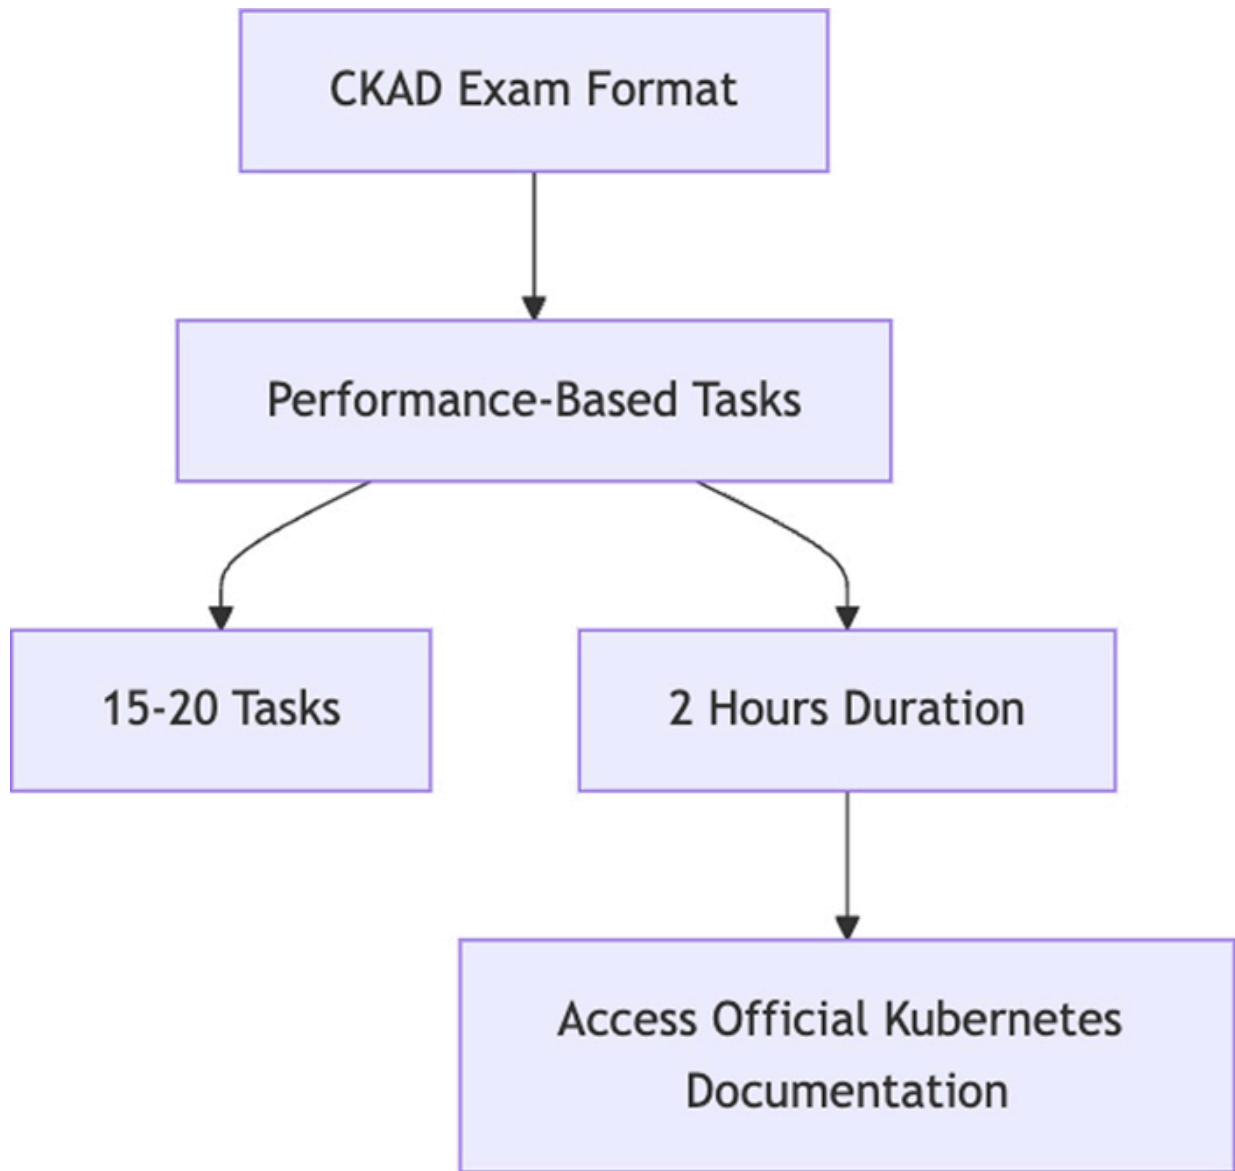 CKAD Exam Format
Performance-Based Tasks
15-20 Tasks
2 Hours Duration
Access Official Kubernetes
Documentation